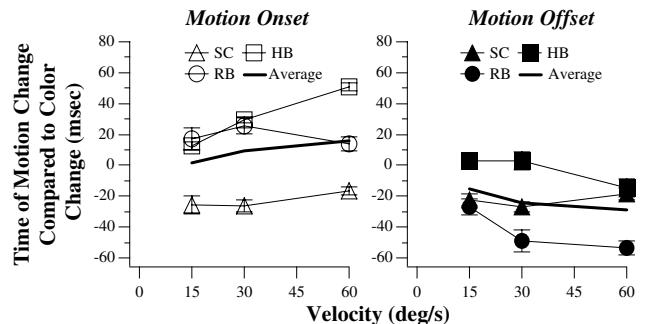 Motion Onset
Motion Offset
Time of Motion Change
Compared to Color
Change (msec)
80
60
40
20
0
-20
-40
-60
SC HB
RB Average
0 15 30 45 60
80
60
40
20
0
-20
-40
-60
SC HB
RB Average
0 15 30 45 60
Velocity (deg/s)